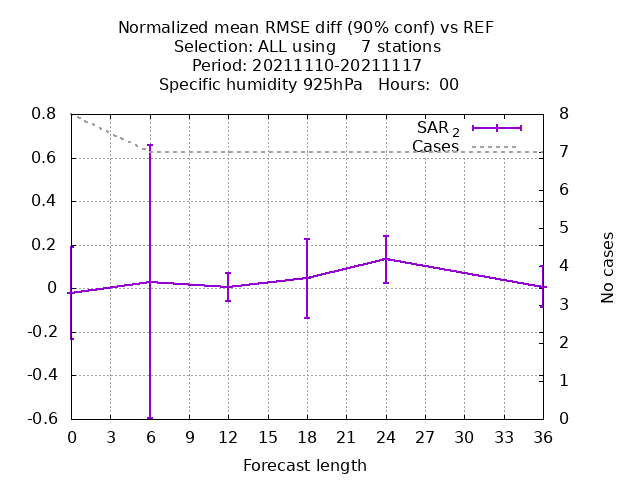 Normalized mean RMSE diff (90% conf) vs REF
Selection: ALL using     7 stations
Period: 20211110-20211117
Specific humidity 925hPa   Hours:  00
0.8
0.6
0.4
0.2
0
-0.2
-0.4
-0.6
SAR 2
Cases
8
7
6
5
4
3
2
1
0
No cases
0 3 6 9 12 15 18 21 24 27 30 33 36
Forecast length